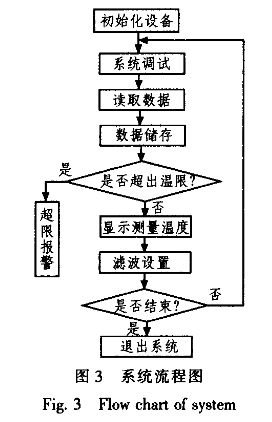 初始化设备
系统调试
读取数据
数据储存
是
是否超出温限?
否
超限报警
显示测量温度
滤波设置
是否结束?
否
是
退出系统
图 3 系统流程图
Fig. 3 Flow chart of system